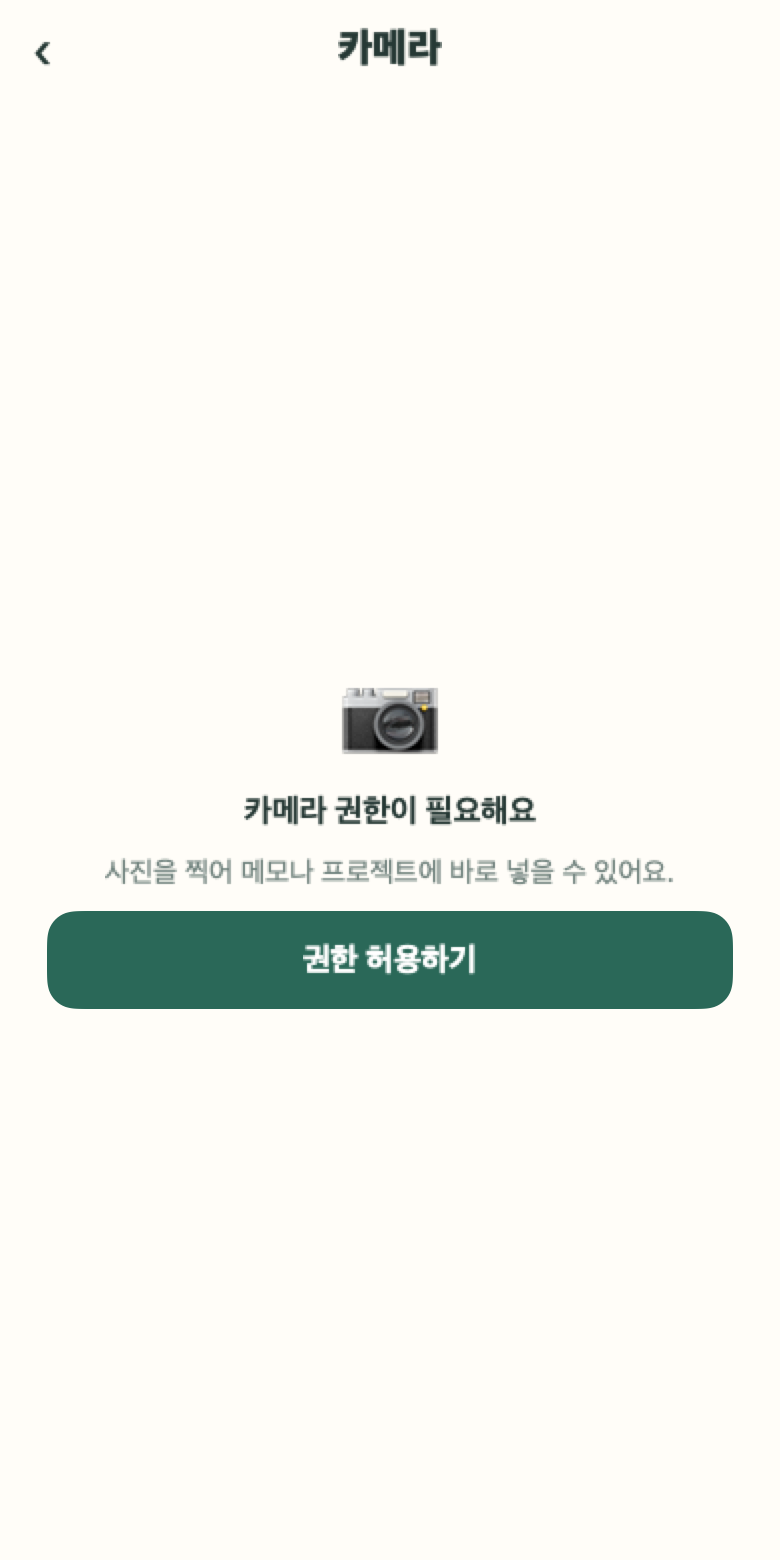 카메라
카메라 권한이 필요해요
사진을 찍어 메모나 프로젝트에 바로 넣을 수 있어요.
권한 허용하기